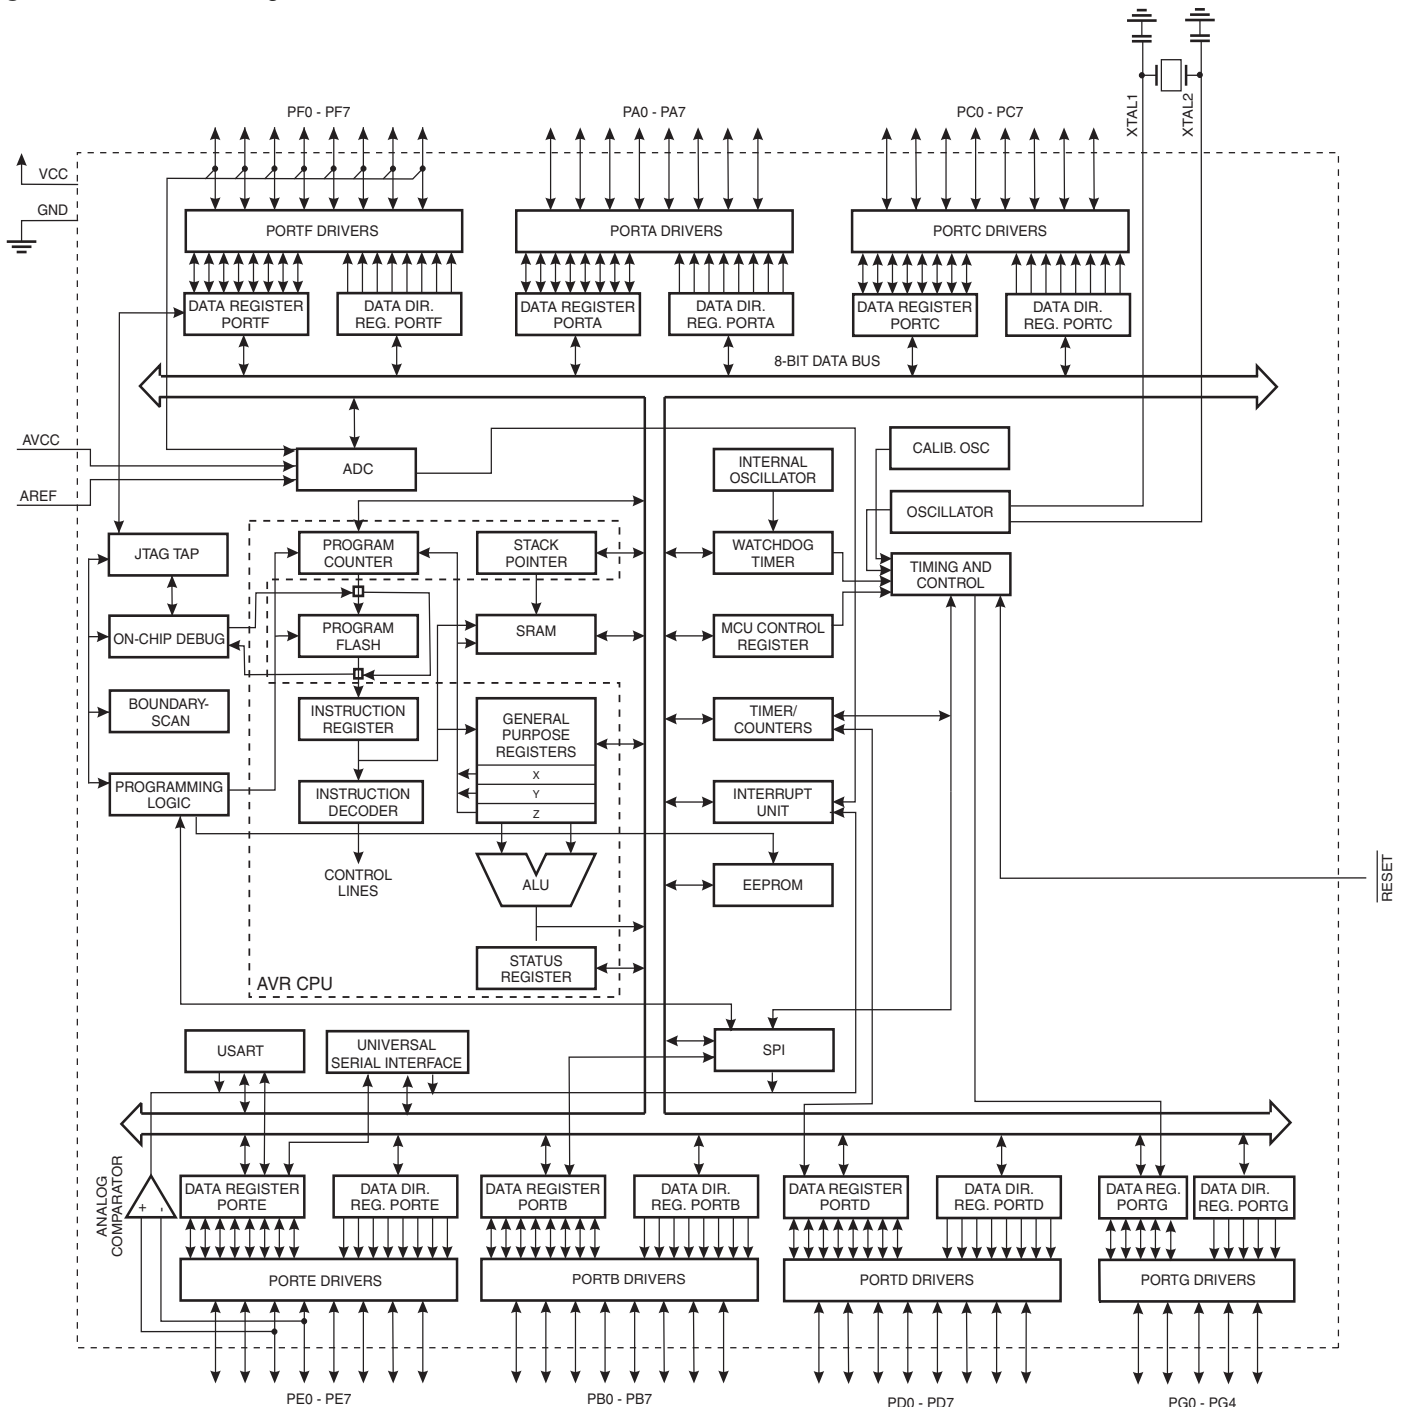 XTAL1
XTAL2
PF0 - PF7
PA0 - PA7
PC0 - PC7
VCC
GND
PORTF DRIVERS
PORTA DRIVERS
PORTC DRIVERS
DATA REGISTER
PORTF
DATA DIR.
REG. PORTF
DATA REGISTER
PORTA
DATA DIR.
REG. PORTA
DATA REGISTER
PORTC
DATA DIR.
REG. PORTC
8-BIT DATA BUS
AVCC
AREF
ADC
INTERNAL
OSCILLATOR
CALIB. OSC
OSCILLATOR
JTAG TAP
PROGRAM
COUNTER
STACK
POINTER
WATCHDOG
TIMER
TIMING AND
CONTROL
ON-CHIP DEBUG
PROGRAM
FLASH
SRAM
MCU CONTROL
REGISTER
BOUNDARY-
SCAN
INSTRUCTION
REGISTER
GENERAL
PURPOSE
REGISTERS
X
Y
Z
TIMER/
COUNTERS
PROGRAMMING
LOGIC
INSTRUCTION
DECODER
INTERRUPT
UNIT
CONTROL
LINES
ALU
EEPROM
RESET
STATUS
REGISTER
AVR CPU
USART
UNIVERSAL
SERIAL INTERFACE
SPI
ANALOG
COMPARATOR
+
-
DATA REGISTER
PORTE
DATA DIR.
REG. PORTE
DATA REGISTER
PORTB
DATA DIR.
REG. PORTB
DATA REGISTER
PORTD
DATA DIR.
REG. PORTD
DATA REG.
PORTG
DATA DIR.
REG. PORTG
PORTE DRIVERS
PORTB DRIVERS
PORTD DRIVERS
PORTG DRIVERS
PE0 - PE7
PB0 - PB7
PD0 - PD7
PG0 - PG4